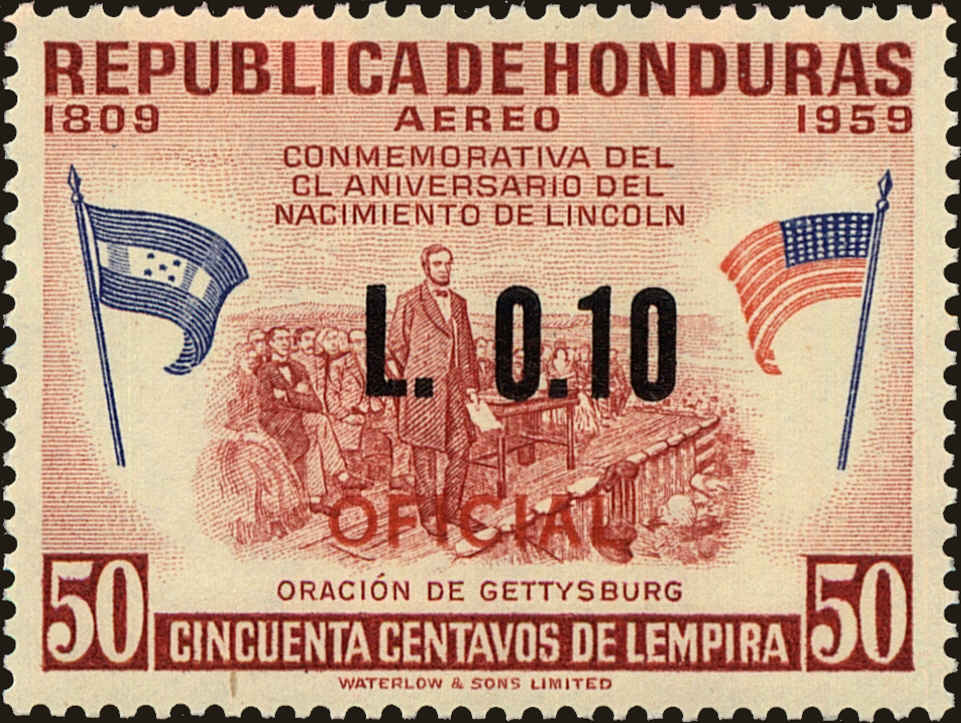 REPUBLICA DE HONDURAS
1809 AEREO 1959
CONMEMORATIVA DEL
CL ANIVERSARIO DEL
NACIMIENTO DE LINCOLN
L. 0.10
OFICIAL
ORACIÓN DE GETTYSBURG
50 CINCUENTA CENTAVOS DE LEMPIRA 50
WATERLOW & SONS LIMITED